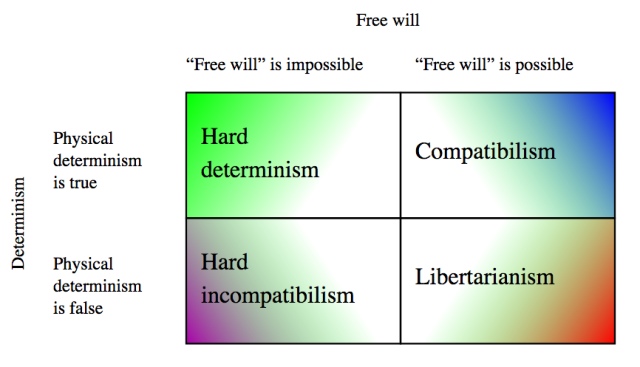 Free will
“Free will” is impossible
“Free will” is possible
Determinism
Physical
determinism
is true
Hard
determinism
Compatibilism
Physical
determinism
is false
Hard
incompatibilism
Libertarianism